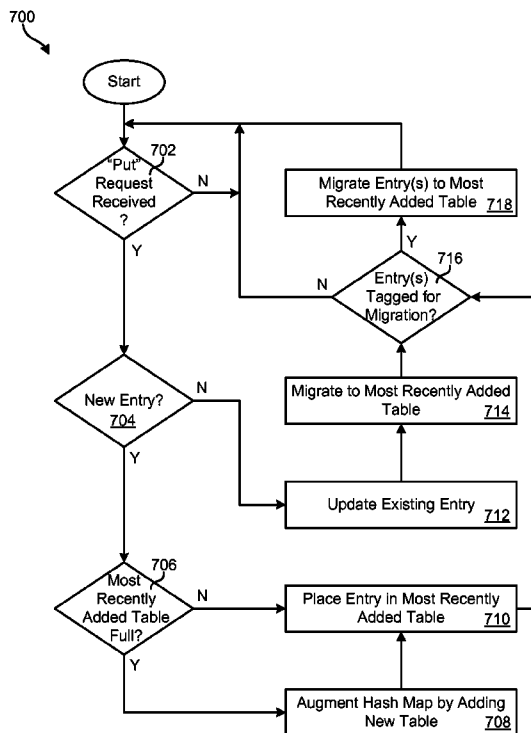 700
Start
"Put"
702
Request
Received
?
N
Y
Migrate Entry(s) to Most
Recently Added Table
718
Y
716
Entry(s)
Tagged for
Migration?
N
New Entry?
704
N
Y
Migrate to Most Recently Added
Table
714
Update Existing Entry
712
706
Most
Recently
Added Table
Full?
N
Y
Place Entry in Most Recently
Added Table
710
Augment Hash Map by Adding
New Table
708